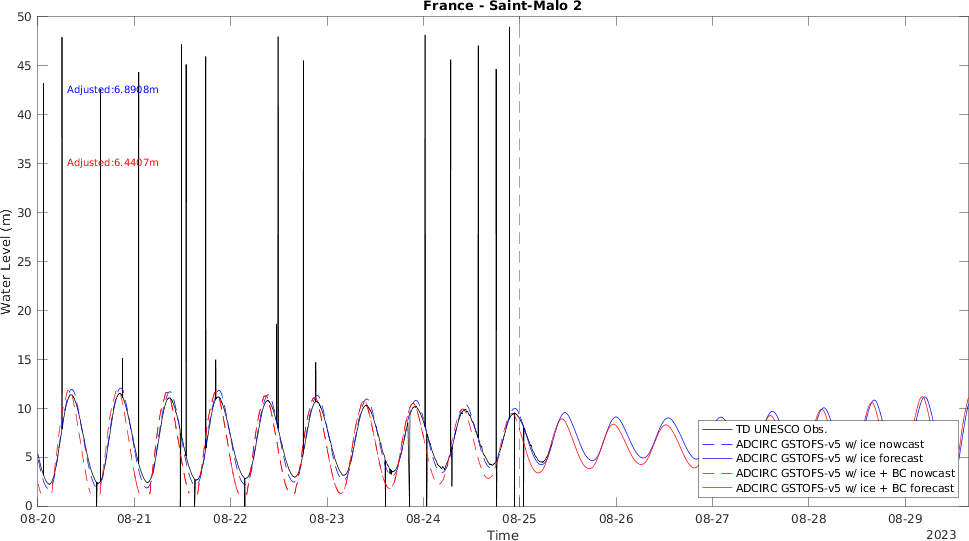 France - Saint-Malo 2
Water Level (m)
50
45
40
35
30
25
20
15
10
5
0
Adjusted:6.8908m
Adjusted:6.4407m
TD UNESCO Obs.
ADCIRC GSTOFS-v5 w/ ice nowcast
ADCIRC GSTOFS-v5 w/ ice forecast
ADCIRC GSTOFS-v5 w/ ice + BC nowcast
ADCIRC GSTOFS-v5 w/ ice + BC forecast
08-20 08-21 08-22 08-23 08-24 08-25 08-26 08-27 08-28 08-29
Time
2023